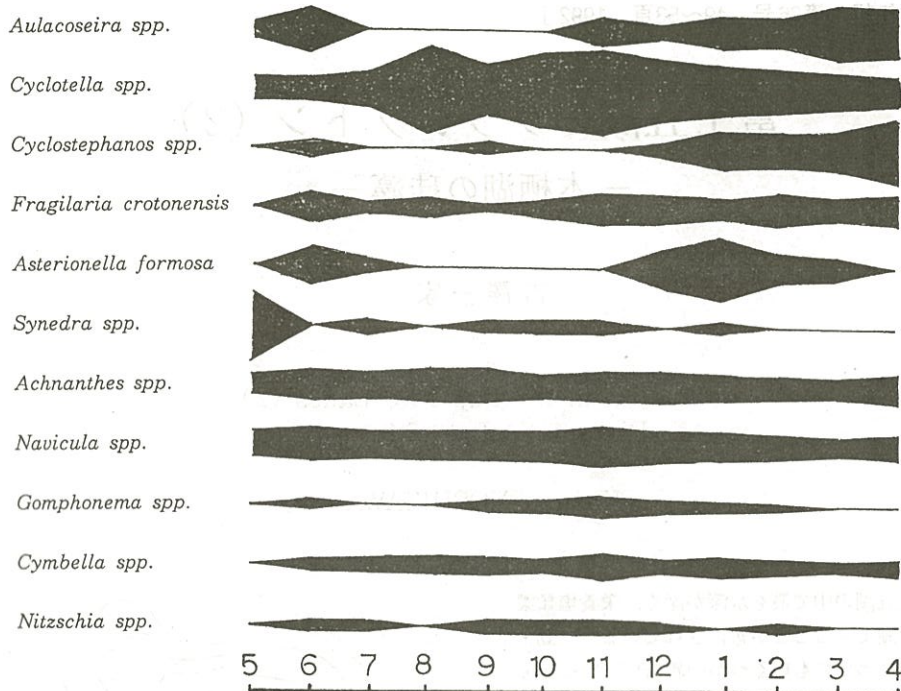 Aulacoseira spp.
Cyclotella spp.
Cyclostephanos spp.
Fragilaria crotonensis
Asterionella formosa
Synedra spp.
Achnanthes spp.
Navicula spp.
Gomphonema spp.
Cymbella spp.
Nitzschia spp.
5 6 7 8 9 10 11 12 1 2 3 4